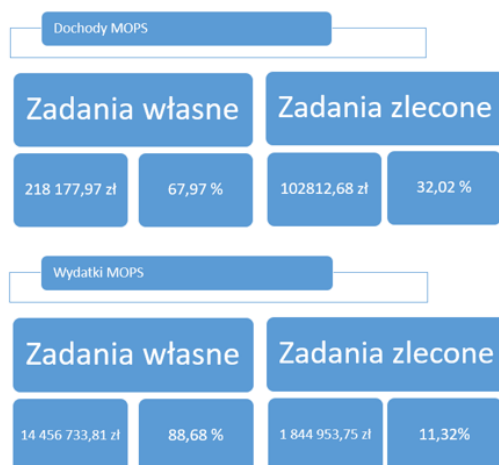 Dochody MOPS
Zadania własne
Zadania zlecone
218 177,97 zł
67,97 %
102812,68 zł
32,02 %
Wydatki MOPS
Zadania własne
Zadania zlecone
14 456 733,81 zł
88,68 %
1 844 953,75 zł
11,32%